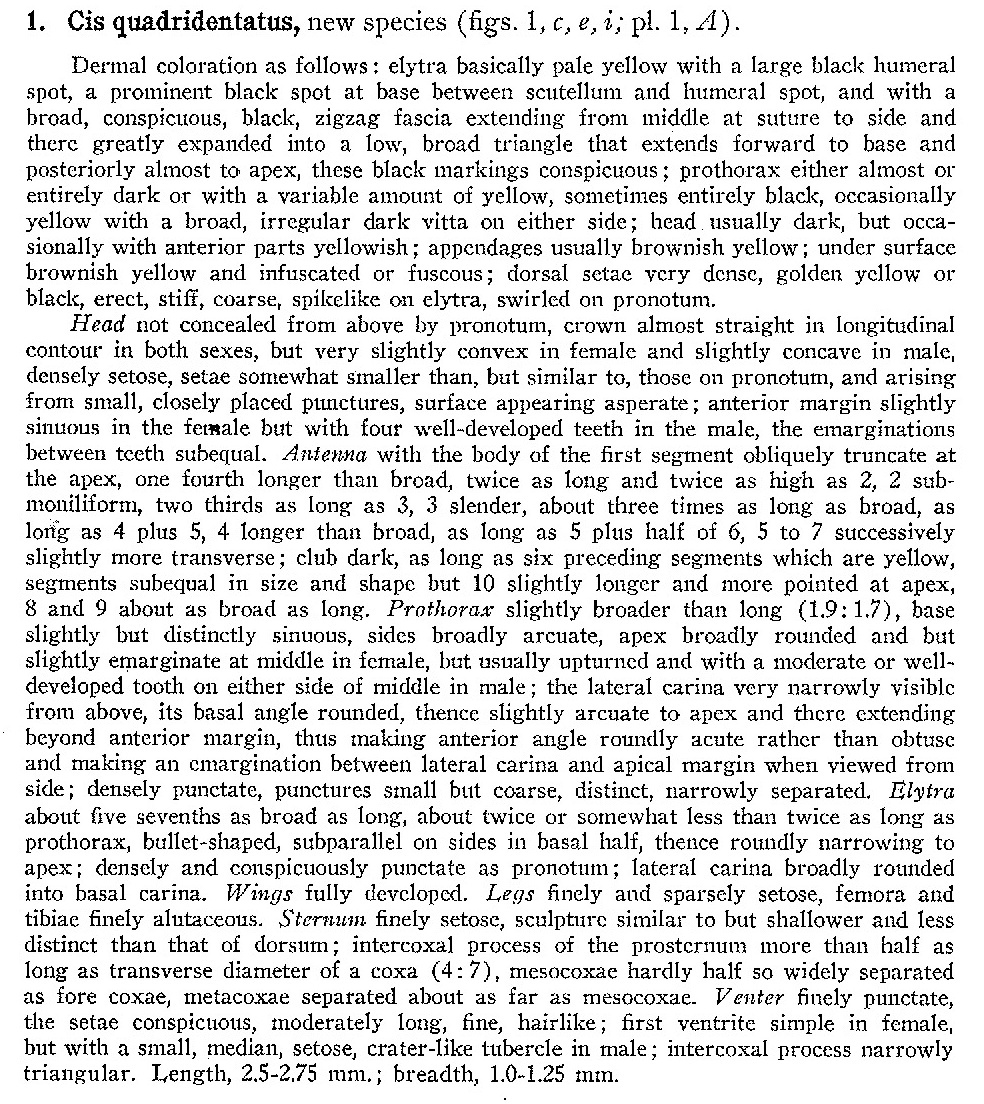 1. Cis quadridentatus, new species (figs. 1, c, e, i; pl. 1, A).
Dermal coloration as follows: elytra basically pale yellow with a large black humeral
spot, a prominent black spot at base between scutellum and humeral spot, and with a
broad, conspicuous, black, zigzag fascia extending from middle at suture to side and
there greatly expanded into a low, broad triangle that extends forward to base and
posteriorly almost to apex, these black markings conspicuous; prothorax either almost or
entirely dark or with a variable amount of yellow, sometimes entirely black, occasionally
yellow with a broad, irregular dark vitta on either side; head usually dark, but occa-
sionally with anterior parts yellowish; appendages usually brownish yellow; under surface
brownish yellow and infuscated or fuscous; dorsal setae very dense, golden yellow or
black, erect, stiff, coarse, spikelike on elytra, swirled on pronotum.
Head not concealed from above by pronotum, crown almost straight in longitudinal
contour in both sexes, but very slightly convex in female and slightly concave in male,
densely setose, setae somewhat smaller than, but similar to, those on pronotum, and arising
from small, closely placed punctures, surface appearing asperate; anterior margin slightly
sinuous in the female but with four well-developed teeth in the male, the emarginations
between teeth subequal. Antenna with the body of the first segment obliquely truncate at
the apex, one fourth longer than broad, twice as long and twice as high as 2, 2 sub-
moniliform, two thirds as long as 3, 3 slender, about three times as long as broad, as
long as 4 plus 5, 4 longer than broad, as long as 5 plus half of 6, 5 to 7 successively
slightly more transverse; club dark, as long as six preceding segments which are yellow,
segments subequal in size and shape but 10 slightly longer and more pointed at apex,
8 and 9 about as broad as long. Prothorax slightly broader than long (1.9:1.7), base
slightly but distinctly sinuous, sides broadly arcuate, apex broadly rounded and but
slightly emarginate at middle in female, but usually upturned and with a moderate or well-
developed tooth on either side of middle in male; the lateral carina very narrowly visible
from above, its basal angle rounded, thence slightly arcuate to apex and there extending
beyond anterior margin, thus making anterior angle roundly acute rather than obtuse
and making an emargination between lateral carina and apical margin when viewed from
side; densely punctate, punctures small but coarse, distinct, narrowly separated. Elytra
about five sevenths as broad as long, about twice or somewhat less than twice as long as
prothorax, bullet-shaped, subparallel on sides in basal half, thence roundly narrowing to
apex; densely and conspicuously punctate as pronotum; lateral carina broadly rounded
into basal carina. Wings fully developed. Legs finely and sparsely setose, femora and
tibiae finely alutaceous. Sternum finely setose, sculpture similar to but shallower and less
distinct than that of dorsum; intercoxal process of the prosternum more than half as
long as transverse diameter of a coxa (4:7), mesocoxae hardly half so widely separated
as fore coxae, metacoxae separated about as far as mesocoxae. Venter finely punctate,
the setae conspicuous, moderately long, fine, hairlike; first ventrite simple in female,
but with a small, median, setose, crater-like tubercle in male; intercoxal process narrowly
triangular. Length, 2.5-2.75 mm.; breadth, 1.0-1.25 mm.